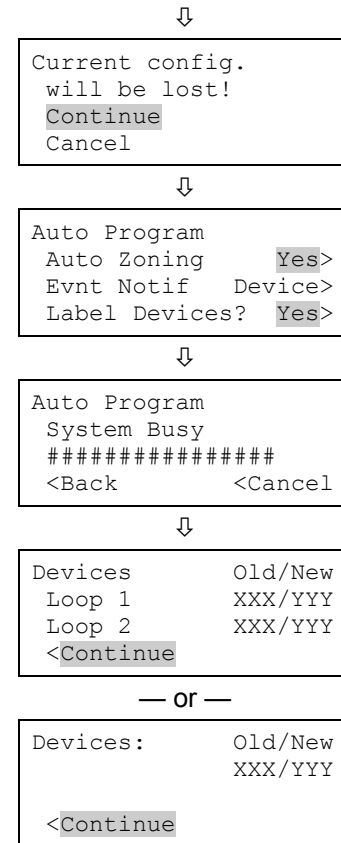 ⇩
Current config.
will be lost!
Continue
Cancel
⇩
Auto Program
Auto Zoning Yes>
Evnt Notif Device>
Label Devices? Yes>
⇩
Auto Program
System Busy
################
<Back <Cancel
⇩
Devices Old/New
Loop 1 XXX/YYY
Loop 2 XXX/YYY
<Continue
— or —
Devices: Old/New
XXX/YYY
<Continue